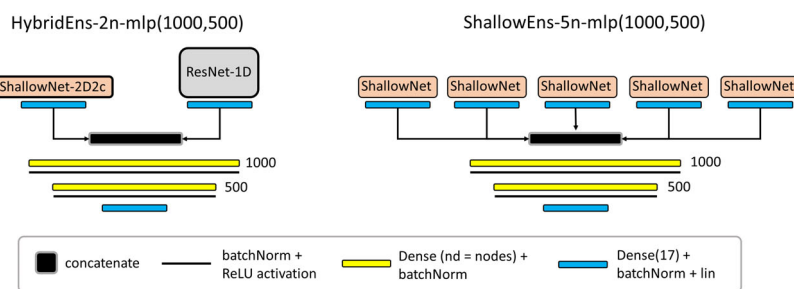 HybridEns-2n-mlp(1000,500)
ShallowEns-5n-mlp(1000,500)
ResNet-1D
ShallowNet-2D2c
ShallowNet
ShallowNet
ShallowNet
ShallowNet
ShallowNet
1000
500
1000
500
concatenate
batchNorm +
ReLU activation
Dense (nd = nodes) +
batchNorm
Dense(17) +
batchNorm + lin